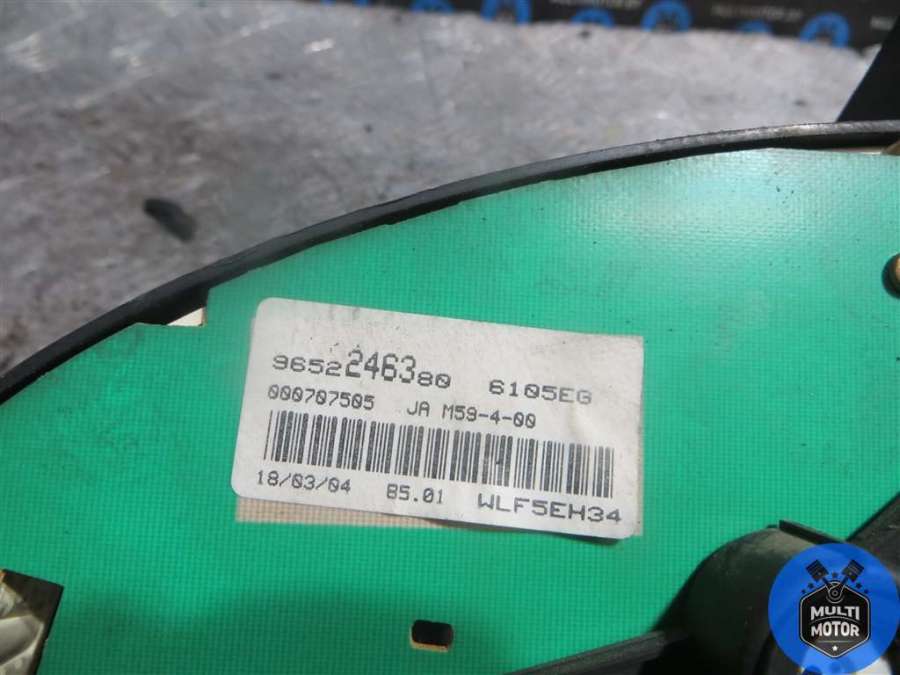 9652246380 6105EG
000707505 JA M59-4-00
18/03/04 85.01 WLF5EH34
MULTI
MOTOR